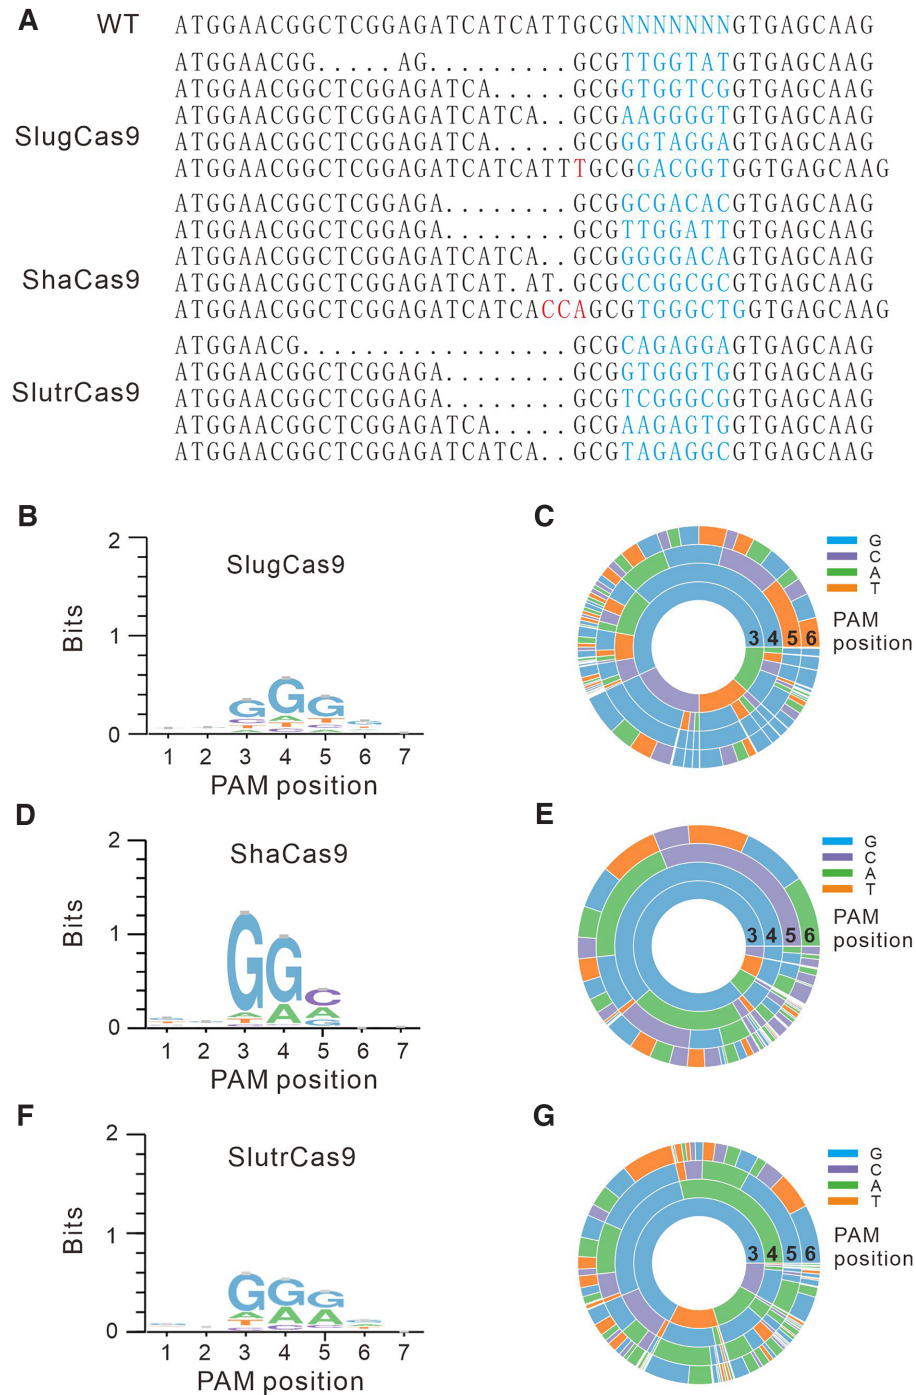 A
WT ATGGAACGGCTCGGAGATCATCATTGCGNNNNNNNGTGAGCAAG
ATGGAACGG.....AG.........GCGTTGGTATGTGAGCAAG
ATGGAACGGCTCGGAGATCA.....GCGGTGGTCGGTGAGCAAG
ATGGAACGGCTCGGAGATCATCA..GCGAAGGGGTGTGAGCAAG
SlugCas9
ATGGAACGGCTCGGAGATCA.....GCGGGTAGGAGTGAGCAAG
ATGGAACGGCTCGGAGATCATCATTTGCGGACGGTGGTGAGCAAG
ATGGAACGGCTCGGAGA........GCGGCGACACGTGAGCAAG
ATGGAACGGCTCGGAGA........GCGTTGGATTGTGAGCAAG
ATGGAACGGCTCGGAGATCATCA..GCGGGGGACAGTGAGCAAG
ShaCas9
ATGGAACGGCTCGGAGATCAT.AT.GCGCCGGCGCGTGAGCAAG
ATGGAACGGCTCGGAGATCATCACCAGCGTGGGCTGGTGAGCAAG
ATGGAACG.................GCGCAGAGGAGTGAGCAAG
ATGGAACGGCTCGGAGA........GCGGTGGGTGGTGAGCAAG
SlutrCas9
ATGGAACGGCTCGGAGA........GCGTCGGGCGGTGAGCAAG
ATGGAACGGCTCGGAGATCA.....GCGAAGAGTGGTGAGCAAG
ATGGAACGGCTCGGAGATCATCA..GCGTAGAGGCGTGAGCAAG
B
SlugCas9
Bits
2
1
0
G G G G
C A T T C T T C A
1 2 3 4 5 6 7
PAM position
C
G
C
A
T
PAM
position
3 4 5 6
D
ShaCas9
Bits
2
1
0
G G C
A A A G
1 2 3 4 5 6 7
PAM position
E
G
C
A
T
PAM
position
3 4 5 6
F
SlutrCas9
Bits
2
1
0
G G G
A T A A
1 2 3 4 5 6 7
PAM position
G
G
C
A
T
PAM
position
3 4 5 6